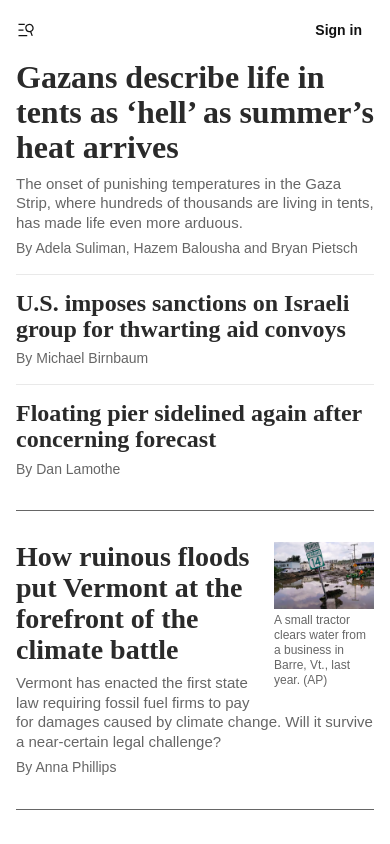 Sign in
Gazans describe life in
tents as ‘hell’ as summer’s
heat arrives
The onset of punishing temperatures in the Gaza
Strip, where hundreds of thousands are living in tents,
has made life even more arduous.
By Adela Suliman, Hazem Balousha and Bryan Pietsch
U.S. imposes sanctions on Israeli
group for thwarting aid convoys
By Michael Birnbaum
Floating pier sidelined again after
concerning forecast
By Dan Lamothe
How ruinous floods
put Vermont at the
forefront of the
climate battle
14
A small tractor
clears water from
a business in
Barre, Vt., last
year. (AP)
Vermont has enacted the first state
law requiring fossil fuel firms to pay
for damages caused by climate change. Will it survive
a near-certain legal challenge?
By Anna Phillips